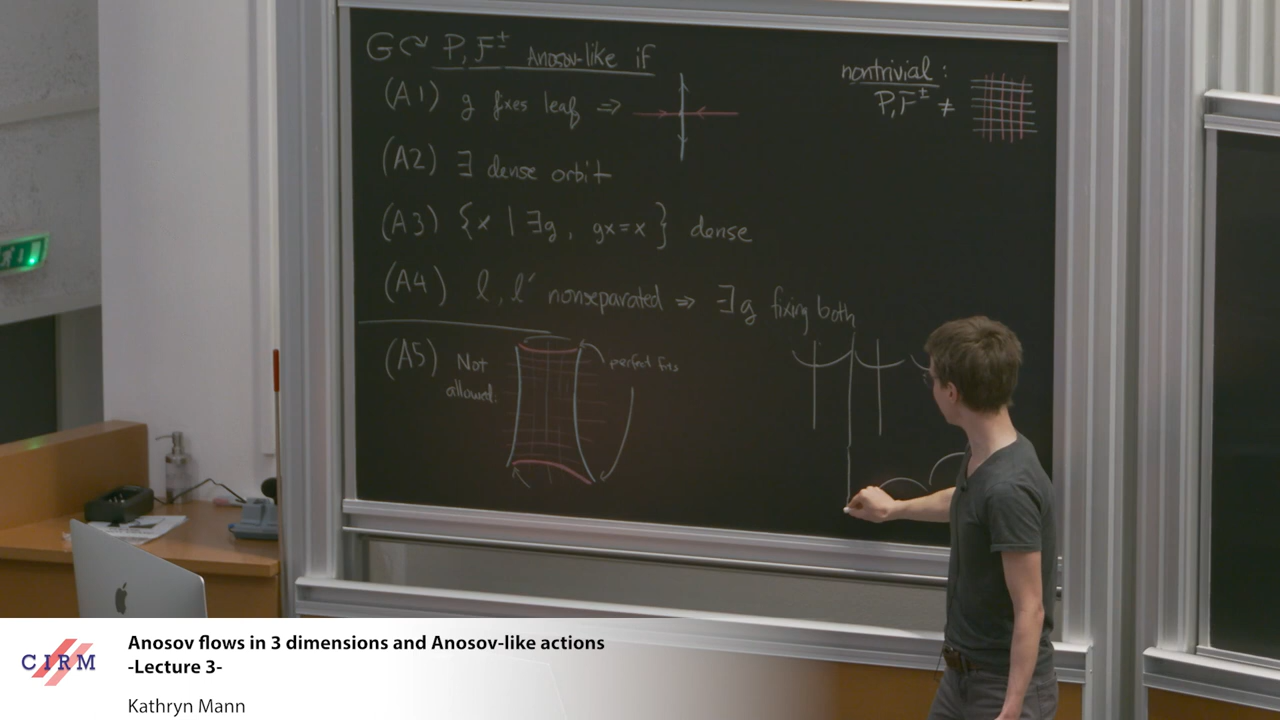 G ↷ P, F± Anosov-like if
(A1) g fixes leaf ⇒
(A2) ∃ dense orbit
(A3) {x | ∃g, gx=x} dense
(A4) l, l' nonseparated ⇒ ∃g fixing both
(A5) Not allowed:
perfect fits
nontrivial:
P, F± ≠
CIRM
Anosov flows in 3 dimensions and Anosov-like actions
-Lecture 3-
Kathryn Mann